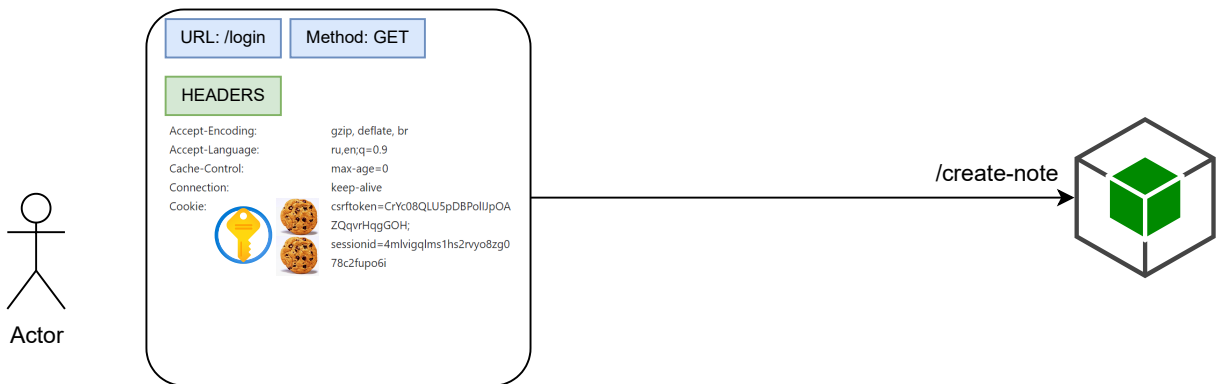 URL: /login
Method: GET
HEADERS
Accept-Encoding: gzip, deflate, br
Accept-Language: ru,en;q=0.9
Cache-Control: max-age=0
Connection: keep-alive
Cookie: csrftoken=CrYc08QLU5pDBPolIJpOA
ZQqvrHqgGOH;
sessionid=4mlvigqlms1hs2rvyo8zg0
78c2fupo6i
/create-note
Actor